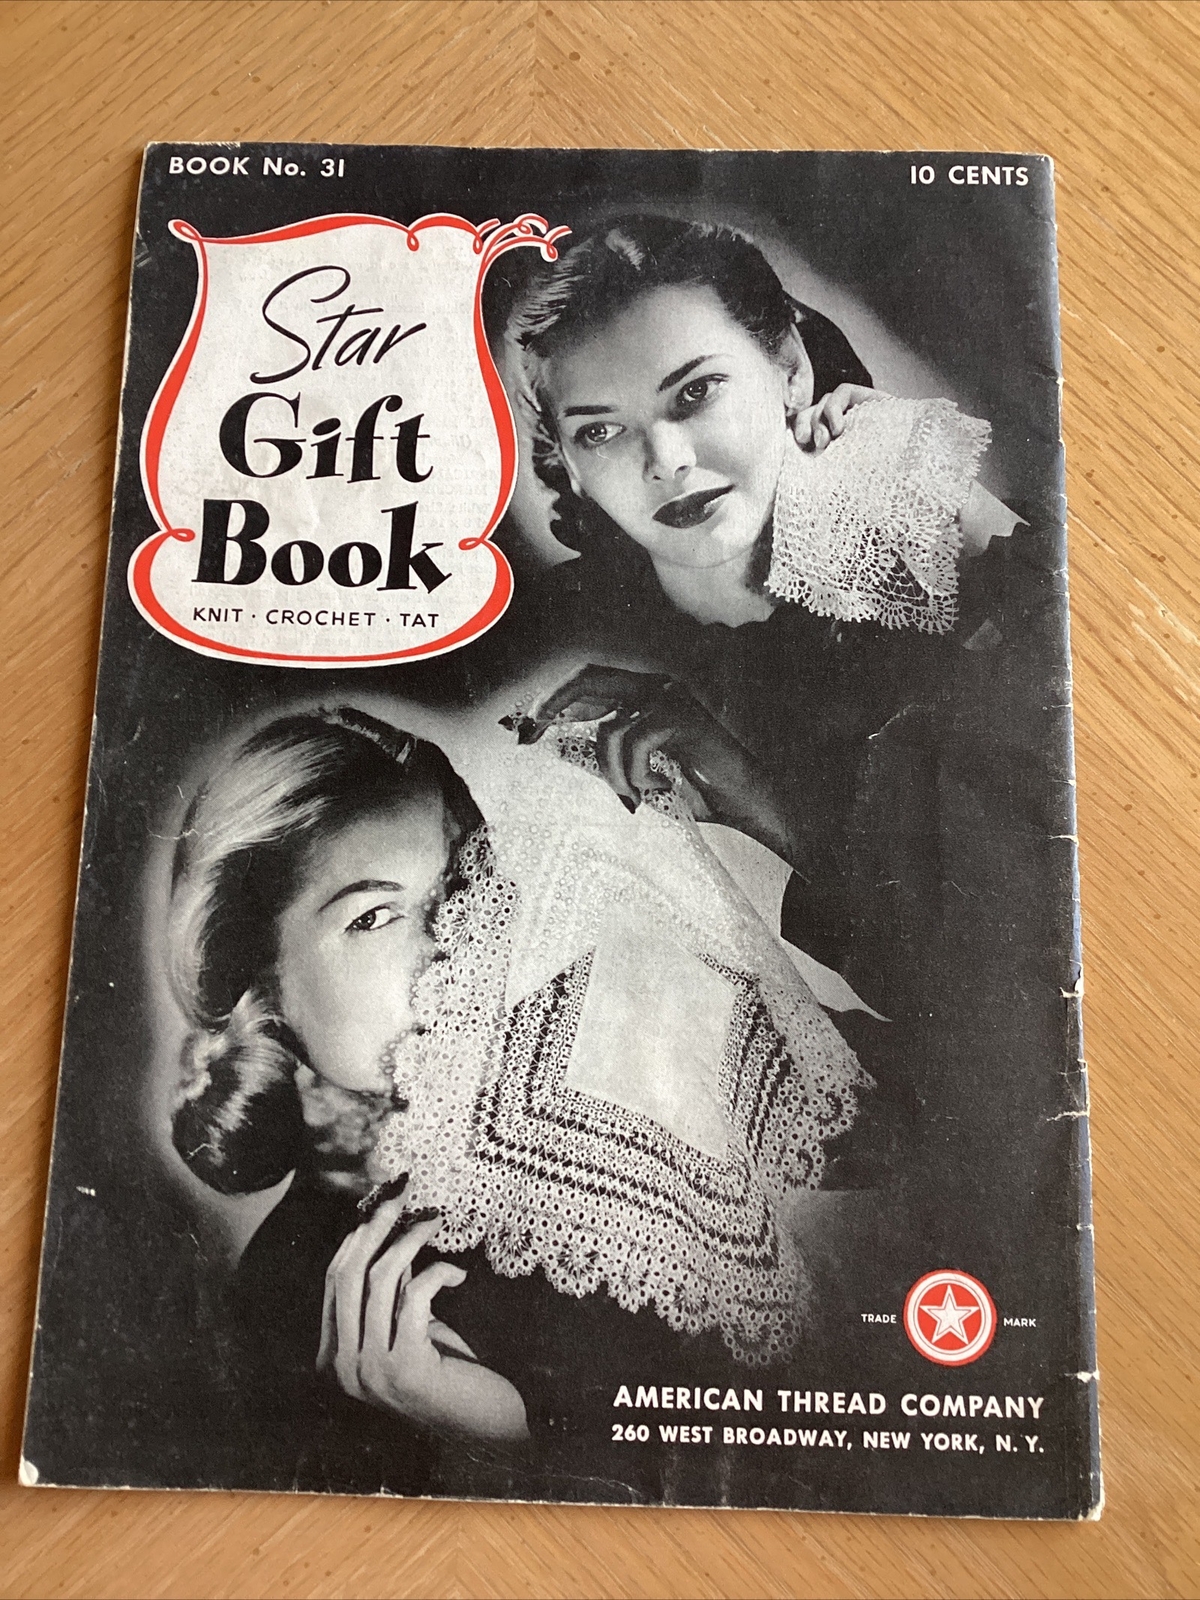 BOOK No. 31
10 CENTS
Star
Gift
Book
KNIT · CROCHET · TAT
TRADE MARK
AMERICAN THREAD COMPANY
260 WEST BROADWAY, NEW YORK, N. Y.